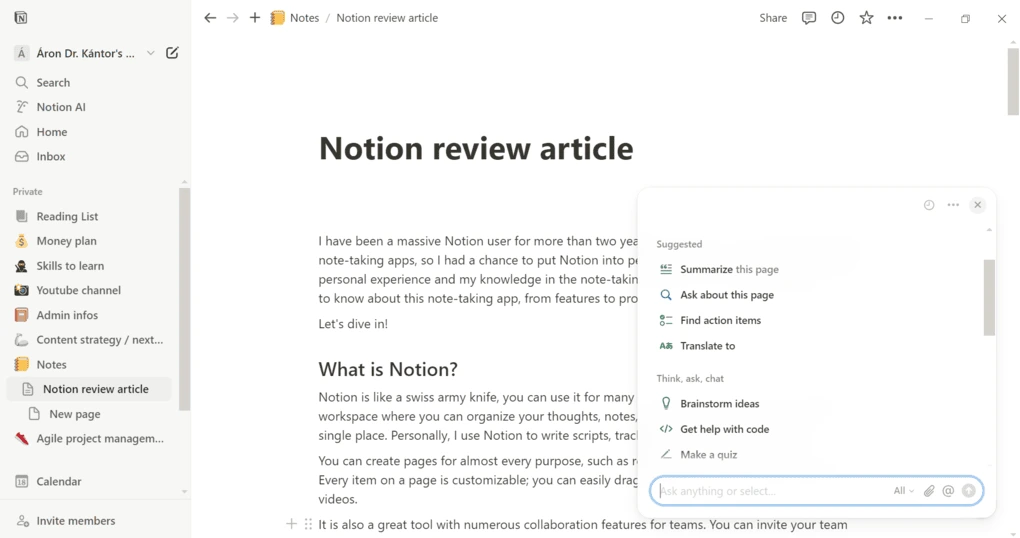 Notes / Notion review article
Share
Á Áron Dr. Kántor's ...
Search
Notion AI
Home
Inbox
Private
Reading List
Money plan
Skills to learn
Youtube channel
Admin infos
Content strategy / next...
Notes
Notion review article
New page
Agile project managem...
Calendar
Invite members
Notion review article
I have been a massive Notion user for more than two yea
note-taking apps, so I had a chance to put Notion into pe
personal experience and my knowledge in the note-takin
to know about this note-taking app, from features to pro
Let's dive in!
What is Notion?
Notion is like a swiss army knife, you can use it for many
workspace where you can organize your thoughts, notes,
single place. Personally, I use Notion to write scripts, trac
You can create pages for almost every purpose, such as r
Every item on a page is customizable; you can easily drag
videos.
It is also a great tool with numerous collaboration features for teams. You can invite your team
Suggested
Summarize this page
Ask about this page
Find action items
Translate to
Think, ask, chat
Brainstorm ideas
Get help with code
Make a quiz
Ask anything or select...
All